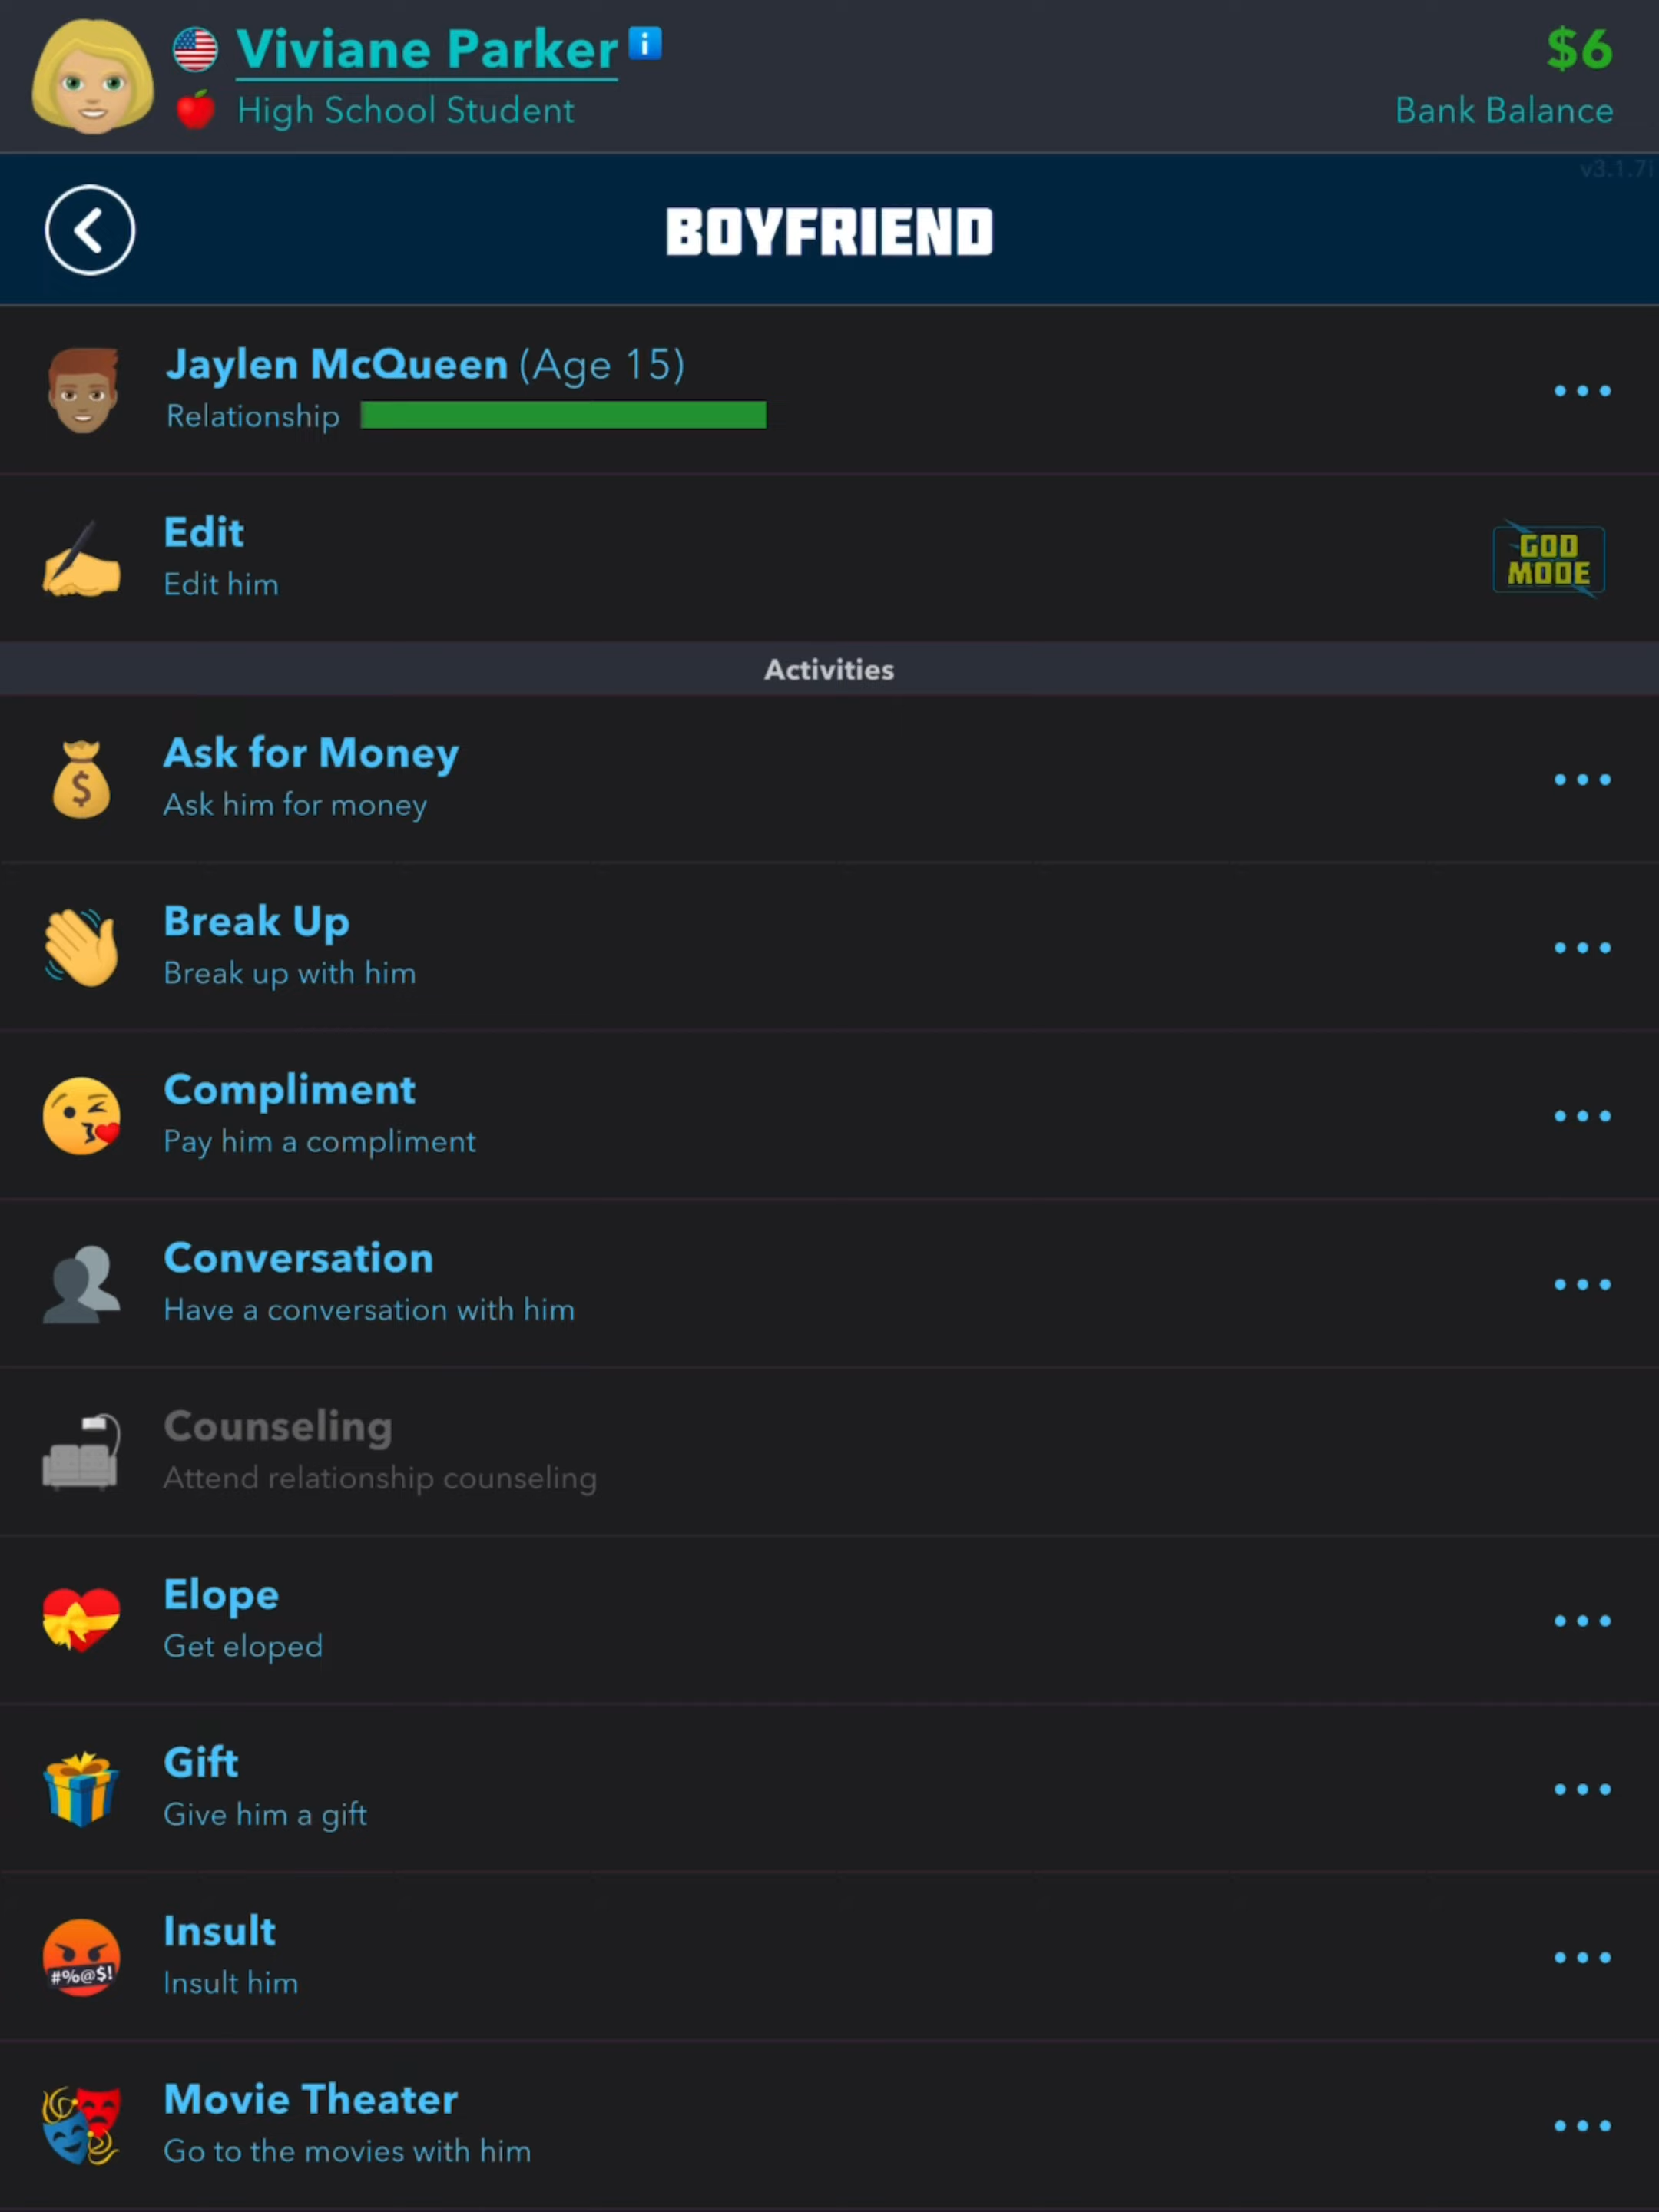 Viviane Parker i
$6
High School Student
Bank Balance
v3.1.7i
BOYFRIEND
Jaylen McQueen (Age 15)
Relationship
Edit
Edit him
GOD
MODE
Activities
Ask for Money
Ask him for money
Break Up
Break up with him
Compliment
Pay him a compliment
Conversation
Have a conversation with him
Counseling
Attend relationship counseling
Elope
Get eloped
Gift
Give him a gift
Insult
Insult him
#%@$!
Movie Theater
Go to the movies with him